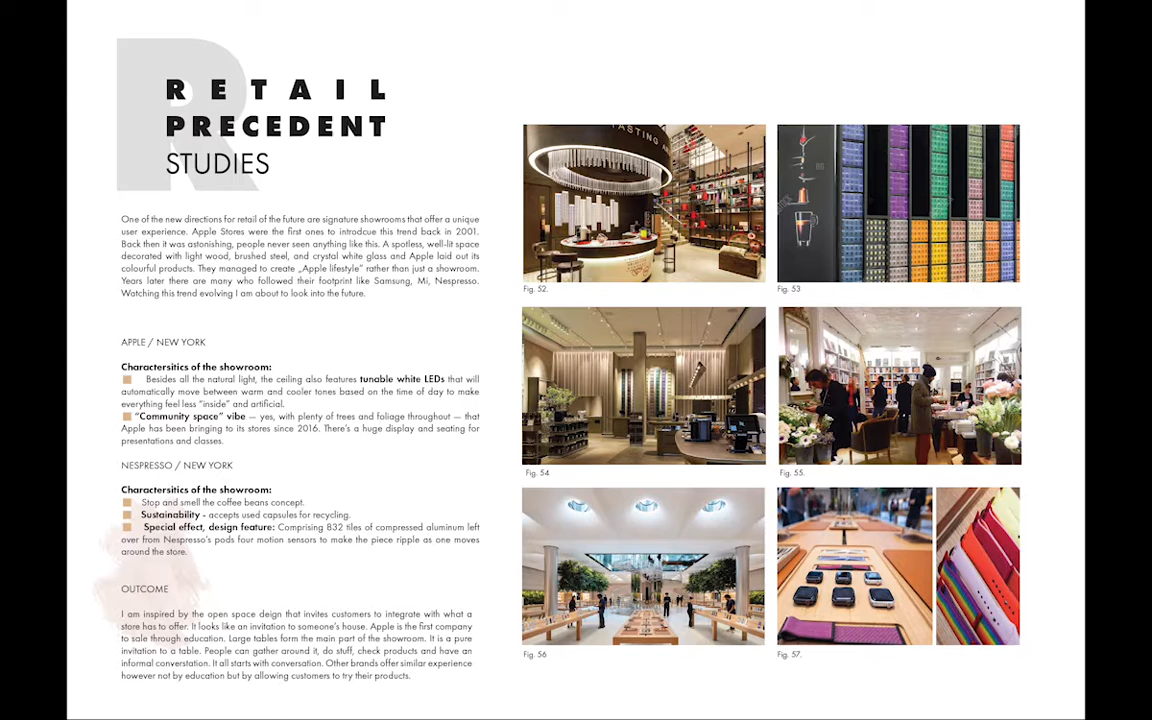 RETAIL
PRECEDENT
STUDIES
One of the new directions for retail of the future are signature showrooms that offer a unique
user experience. Apple Stores were the first ones to introdcue this trend back in 2001.
Back then it was astonishing, people never seen anything like this. A spotless, well-lit space
decorated with light wood, brushed steel, and crystal white glass and Apple laid out its
colourful products. They managed to create „Apple lifestyle” rather than just a showroom.
Years later there are many who followed their footprint like Samsung, Mi, Nespresso.
Watching this trend evolving I am about to look into the future.
APPLE / NEW YORK
Charactersitics of the showroom:
Besides all the natural light, the ceiling also features tunable white LEDs that will
automatically move between warm and cooler tones based on the time of day to make
everything feel less “inside” and artificial.
“Community space” vibe — yes, with plenty of trees and foliage throughout — that
Apple has been bringing to its stores since 2016. There’s a huge display and seating for
presentations and classes.
NESPRESSO / NEW YORK
Charactersitics of the showroom:
Stop and smell the coffee beans concept.
Sustainability - accepts used capsules for recycling.
Special effect, design feature: Comprising 832 tiles of compressed aluminum left
over from Nespresso’s pods four motion sensors to make the piece ripple as one moves
around the store.
OUTCOME
I am inspired by the open space deign that invites customers to integrate with what a
store has to offer. It looks like an invitation to someone’s house. Apple is the first company
to sale through education. Large tables form the main part of the showroom. It is a pure
invitation to a table. People can gather around it, do stuff, check products and have an
informal converstation. It all starts with conversation. Other brands offer similar experience
however not by education but by allowing customers to try their products.
R
TASTING
Fig. 52.
Fig. 53
Fig. 54
Fig. 55.
Fig. 56
Fig. 57.